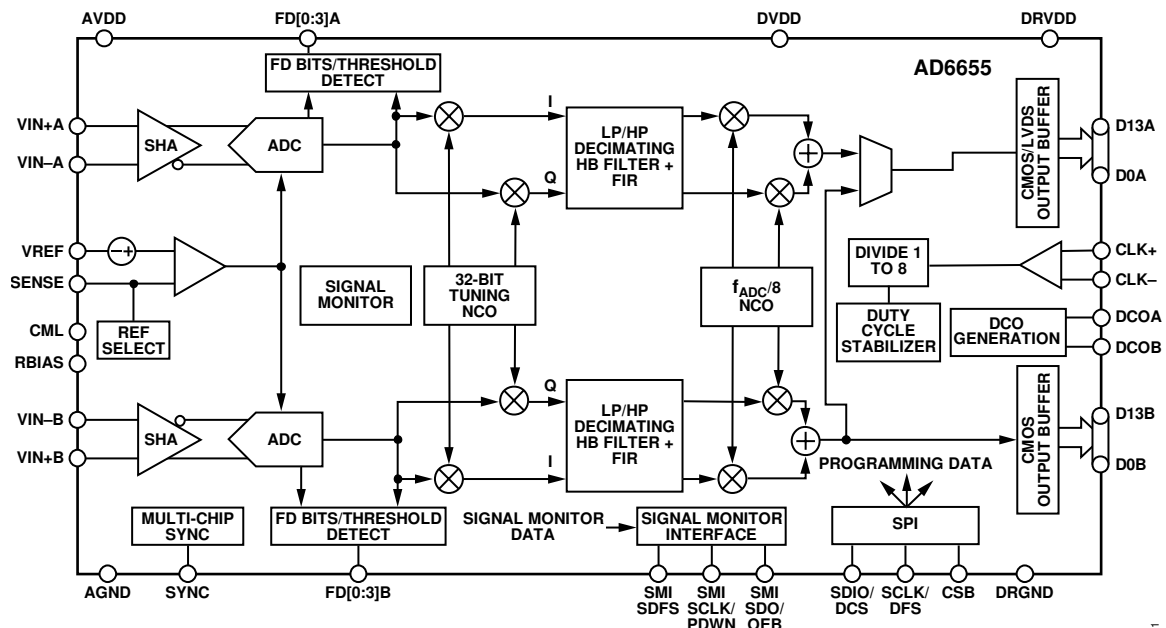 AVDD
FD[0:3]A
DVDD
DRVDD
FD BITS/THRESHOLD
DETECT
AD6655
VIN+A
VIN–A
SHA
ADC
I
Q
LP/HP
DECIMATING
HB FILTER +
FIR
CMOS/LVDS
OUTPUT BUFFER
D13A
D0A
VREF
SENSE
–+
REF
SELECT
CML
RBIAS
SIGNAL
MONITOR
32-BIT
TUNING
NCO
fADC/8
NCO
DIVIDE 1
TO 8
DUTY
CYCLE
STABILIZER
CLK+
CLK–
DCO
GENERATION
DCOA
DCOB
VIN–B
VIN+B
SHA
ADC
Q
I
LP/HP
DECIMATING
HB FILTER +
FIR
CMOS
OUTPUT BUFFER
D13B
D0B
PROGRAMMING DATA
MULTI-CHIP
SYNC
FD BITS/THRESHOLD
DETECT
SIGNAL MONITOR
DATA
SIGNAL MONITOR
INTERFACE
SPI
AGND
SYNC
FD[0:3]B
SMI
SDFS
SMI
SCLK/
PDWN
SMI
SDO/
OEB
SDIO/
DCS
SCLK/
DFS
CSB
DRGND